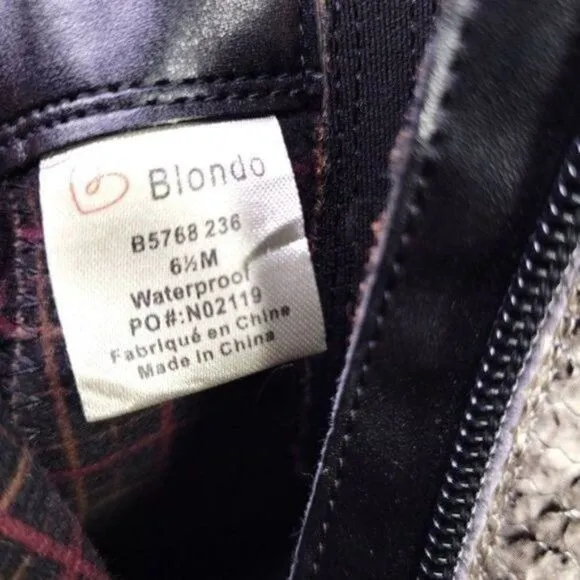 Blondo
B5768 236
6½M
Waterproof
PO#:N02119
Fabriqué en Chine
Made in China